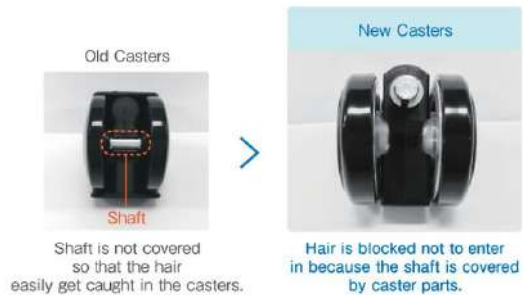 Old Casters
Shaft
Shaft is not covered
so that the hair
easily get caught in the casters.
New Casters
Hair is blocked not to enter
in because the shaft is covered
by caster parts.